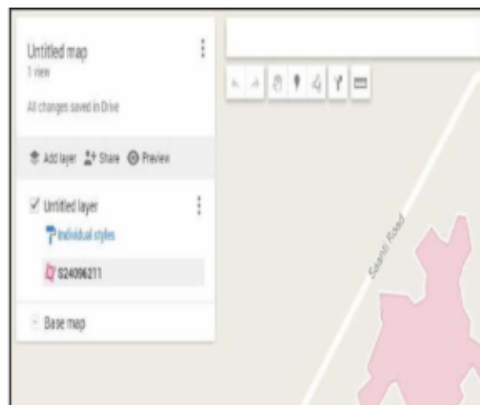 Untitled map
1 view
All changes saved in Drive
Add layer Share Preview
Untitled layer
Individual styles
S24096211
Base map
Saanti Road